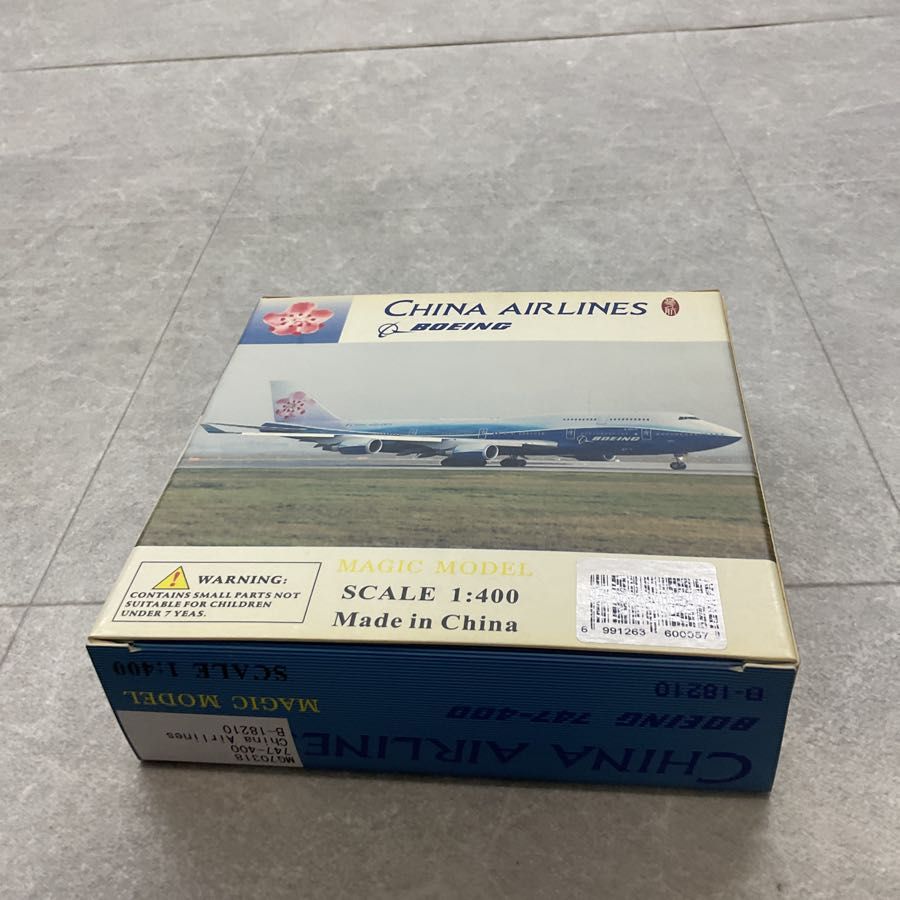 CHINA AIRLINES
BOEING
BOEING
WARNING:
CONTAINS SMALL PARTS NOT
SUITABLE FOR CHILDREN
UNDER 7 YEAS.
MAGIC MODEL
SCALE 1:400
Made in China
6 991263 600057
CHINA AIRLINE
BOEING 747-400
B-18210
MAGIC MODEL
SCALE 1:400
MG70318
747-400
China Airlines
B-18210